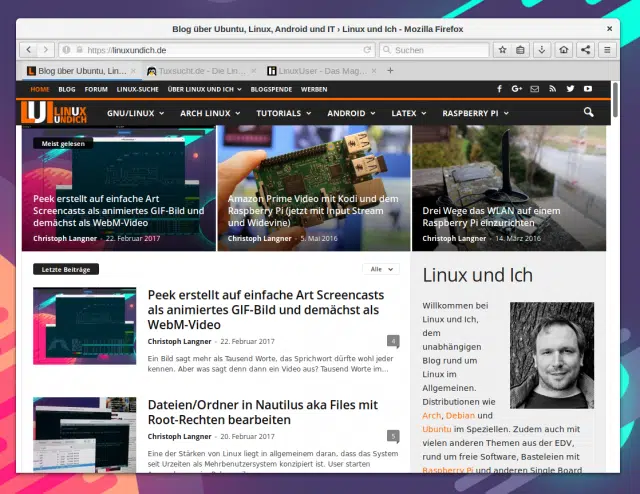 Blog über Ubuntu, Linux, Android und IT › Linux und Ich - Mozilla Firefox
https://linuxundich.de
Suchen
Blog über Ubuntu, Lin…
Tuxsucht.de - Die Lin…
LinuxUser - Das Mag…
HOME
BLOG
FORUM
LINUX-SUCHE
ÜBER LINUX UND ICH
BLOGSPENDE
WERBEN
LUI LINUX
UNDICH
GNU/LINUX
ARCH LINUX
TUTORIALS
ANDROID
LATEX
RASPBERRY PI
Meist gelesen
Peek erstellt auf einfache Art
Screencasts als animiertes GIF-Bild und
demächst als WebM-Video
Christoph Langner - 22. Februar 2017
Amazon Prime Video mit Kodi und dem
Raspberry Pi (jetzt mit Input Stream
und Widevine)
Christoph Langner - 5. Mai 2016
Drei Wege das WLAN auf einem
Raspberry Pi einzurichten
Christoph Langner - 14. März 2016
Letzte Beiträge
Alle
Peek erstellt auf einfache Art Screencasts
als animiertes GIF-Bild und demächst als
WebM-Video
Christoph Langner - 22. Februar 2017
4
Ein Bild sagt mehr als Tausend Worte, das Sprichwort dürfte wohl jeder
kennen. Aber was sagt denn dann ein Video aus? Tausend Worte im...
Dateien/Ordner in Nautilus aka Files mit
Root-Rechten bearbeiten
Christoph Langner - 20. Februar 2017
5
Eine der Stärken von Linux liegt in allgemeinen daran, dass das System
seit Urzeiten als Mehrbenutzersystem konzipiert ist. User starten
Linux und Ich
Willkommen bei
Linux und Ich,
dem
unabhängigen
Blog rund um
Linux im
Allgemeinen.
Distributionen wie
Arch, Debian und
Ubuntu im Speziellen. Zudem auch mit
vielen anderen Themen aus der EDV,
rund um freie Software, Basteleien mit
Raspberry Pi und anderen Single Board